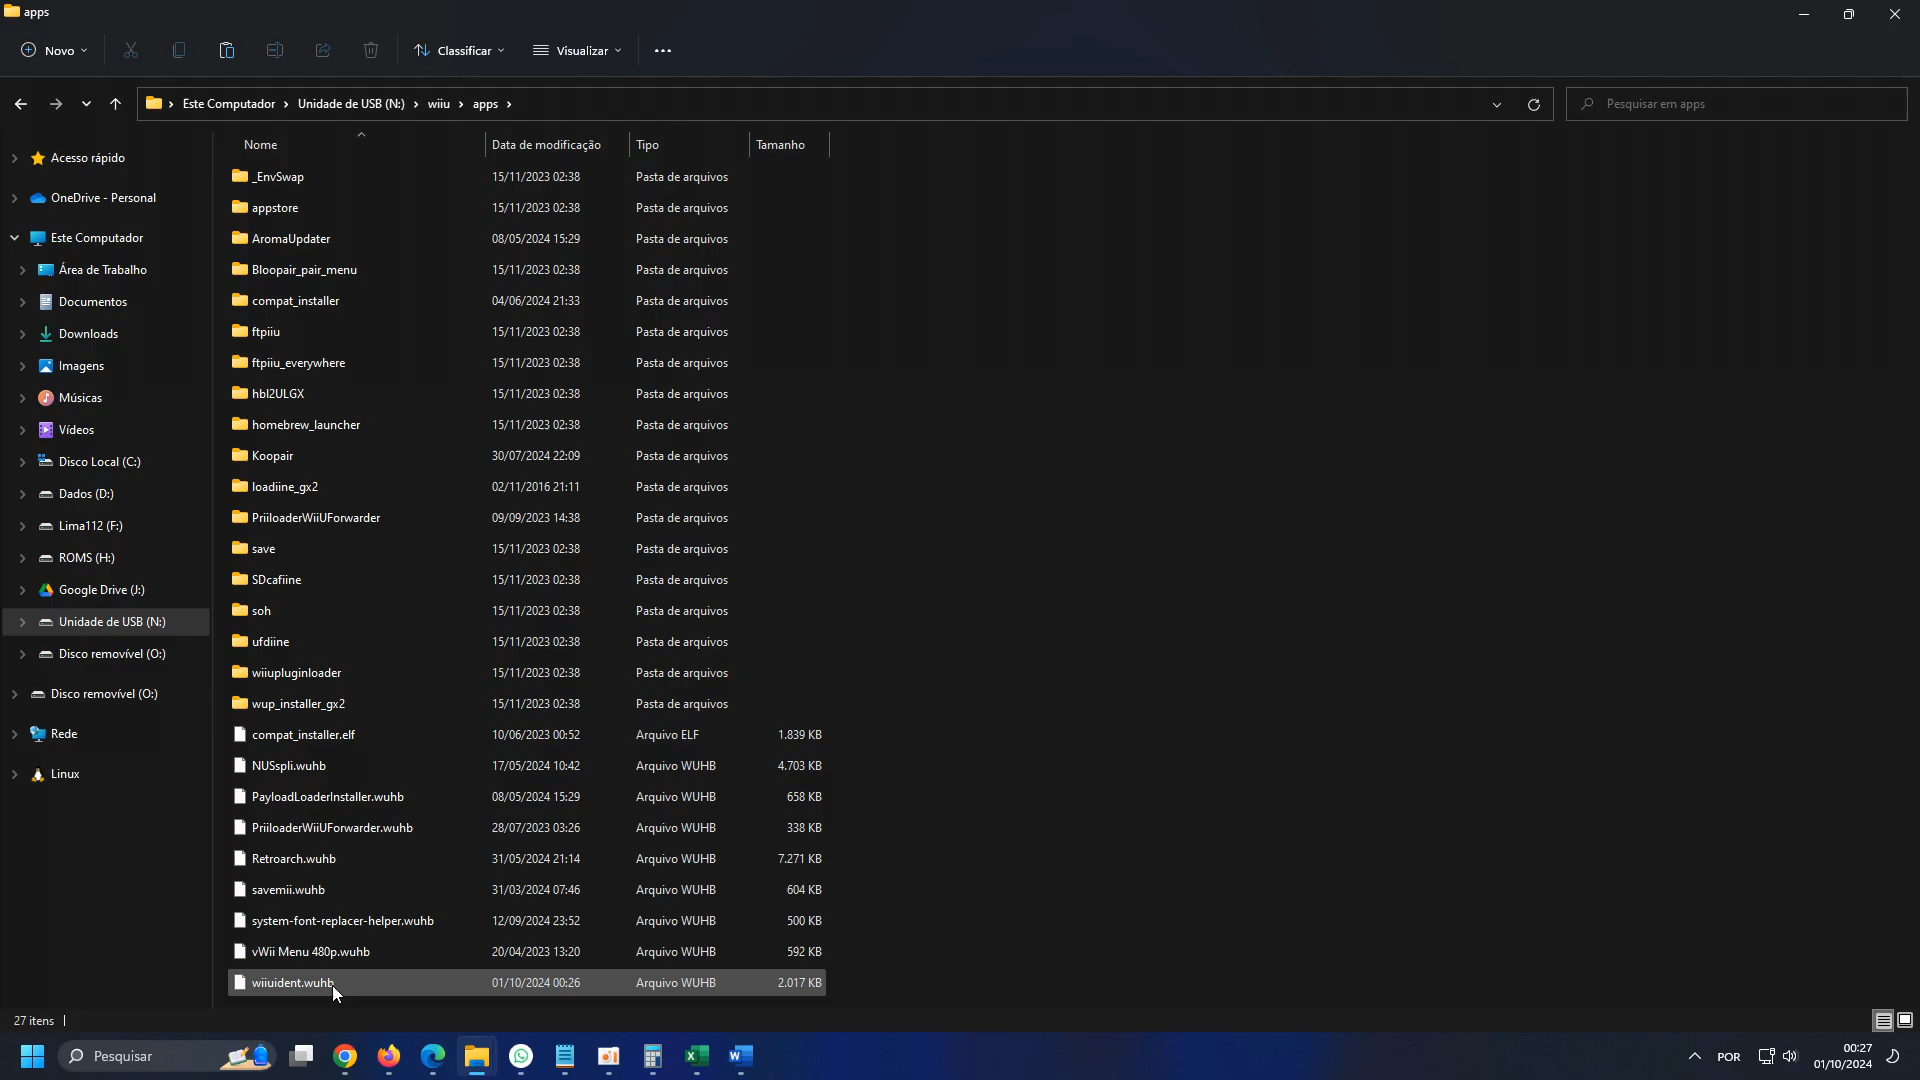 apps
Novo
Classificar
Visualizar
Este Computador
Unidade de USB (N:)
wiiu
apps
Pesquisar em apps
Acesso rápido
OneDrive - Personal
Este Computador
Área de Trabalho
Documentos
Downloads
Imagens
Músicas
Vídeos
Disco Local (C:)
Dados (D:)
Lima112 (F:)
ROMS (H:)
Google Drive (J:)
Unidade de USB (N:)
Disco removível (O:)
Disco removível (O:)
Rede
Linux
Nome Data de modificação Tipo Tamanho
_EnvSwap 15/11/2023 02:38 Pasta de arquivos
appstore 15/11/2023 02:38 Pasta de arquivos
AromaUpdater 08/05/2024 15:29 Pasta de arquivos
Bloopair_pair_menu 15/11/2023 02:38 Pasta de arquivos
compat_installer 04/06/2024 21:33 Pasta de arquivos
ftpiiu 15/11/2023 02:38 Pasta de arquivos
ftpiiu_everywhere 15/11/2023 02:38 Pasta de arquivos
hbl2ULGX 15/11/2023 02:38 Pasta de arquivos
homebrew_launcher 15/11/2023 02:38 Pasta de arquivos
Koopair 30/07/2024 22:09 Pasta de arquivos
loadiine_gx2 02/11/2016 21:11 Pasta de arquivos
PriiloaderWiiUForwarder 09/09/2023 14:38 Pasta de arquivos
save 15/11/2023 02:38 Pasta de arquivos
SDcafiine 15/11/2023 02:38 Pasta de arquivos
soh 15/11/2023 02:38 Pasta de arquivos
ufdiine 15/11/2023 02:38 Pasta de arquivos
wiiupluginloader 15/11/2023 02:38 Pasta de arquivos
wup_installer_gx2 15/11/2023 02:38 Pasta de arquivos
compat_installer.elf 10/06/2023 00:52 Arquivo ELF 1.839 KB
NUSspli.wuhb 17/05/2024 10:42 Arquivo WUHB 4.703 KB
PayloadLoaderInstaller.wuhb 08/05/2024 15:29 Arquivo WUHB 658 KB
PriiloaderWiiUForwarder.wuhb 28/07/2023 03:26 Arquivo WUHB 338 KB
Retroarch.wuhb 31/05/2024 21:14 Arquivo WUHB 7.271 KB
savemii.wuhb 31/03/2024 07:46 Arquivo WUHB 604 KB
system-font-replacer-helper.wuhb 12/09/2024 23:52 Arquivo WUHB 500 KB
vWii Menu 480p.wuhb 20/04/2023 13:20 Arquivo WUHB 592 KB
wiiuident.wuhb 01/10/2024 00:26 Arquivo WUHB 2.017 KB
27 itens
Pesquisar
POR
00:27
01/10/2024